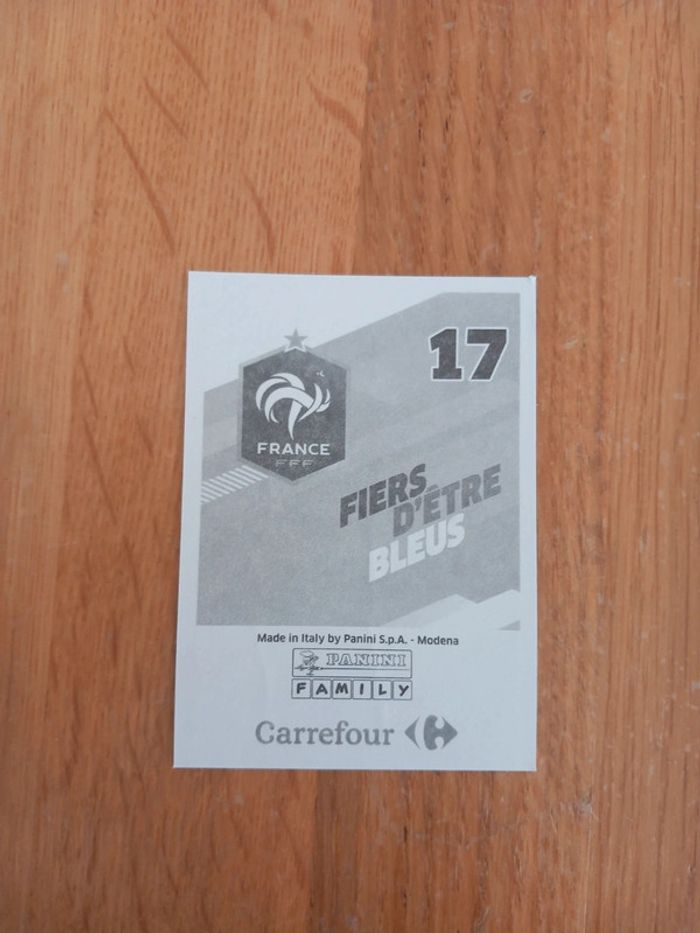 17
FRANCE
FFF
FIERS
D'ÊTRE
BLEUS
Made in Italy by Panini S.p.A. - Modena
PANINI
FAMILY
Carrefour